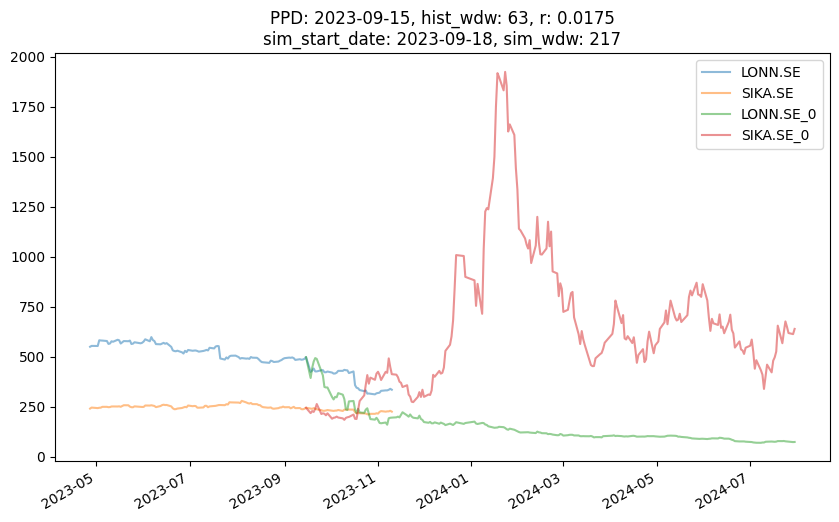 PPD: 2023-09-15, hist_wdw: 63, r: 0.0175
sim_start_date: 2023-09-18, sim_wdw: 217
2000
1750
1500
1250
1000
750
500
250
0
LONN.SE
SIKA.SE
LONN.SE_0
SIKA.SE_0
2023-05
2023-07
2023-09
2023-11
2024-01
2024-03
2024-05
2024-07